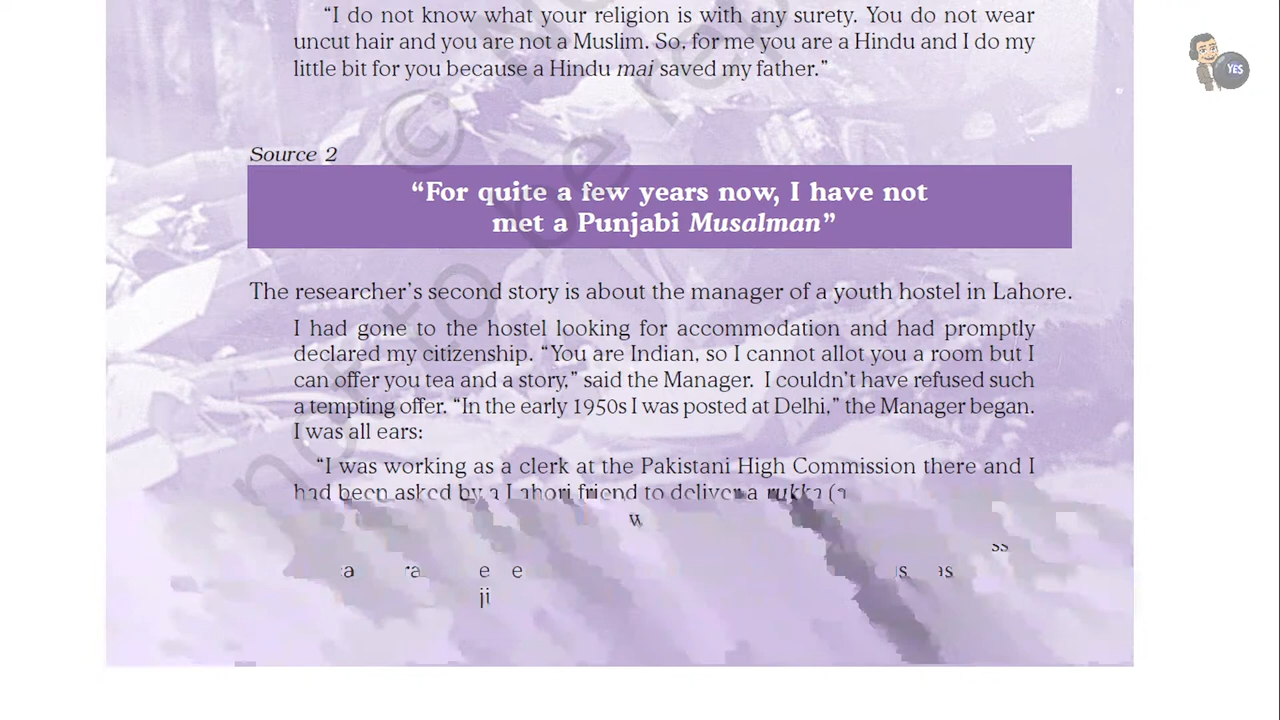 “I do not know what your religion is with any surety. You do not wear
uncut hair and you are not a Muslim. So, for me you are a Hindu and I do my
little bit for you because a Hindu mai saved my father.”
YES
Source 2
“For quite a few years now, I have not
met a Punjabi Musalman”
The researcher’s second story is about the manager of a youth hostel in Lahore.
I had gone to the hostel looking for accommodation and had promptly
declared my citizenship. “You are Indian, so I cannot allot you a room but I
can offer you tea and a story,” said the Manager. I couldn’t have refused such
a tempting offer. “In the early 1950s I was posted at Delhi,” the Manager began.
I was all ears:
“I was working as a clerk at the Pakistani High Commission there and I
had been asked by a Lahori friend to deliver a rukka (a